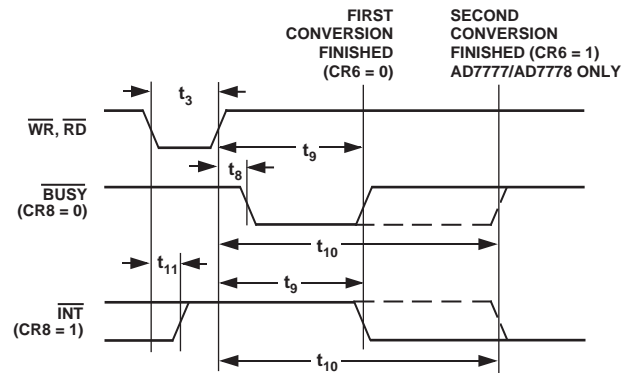 FIRST
CONVERSION
FINISHED
(CR6 = 0)
SECOND
CONVERSION
FINISHED (CR6 = 1)
AD7777/AD7778 ONLY
t3
WR, RD
t9
t8
BUSY
(CR8 = 0)
t10
t11
t9
INT
(CR8 = 1)
t10